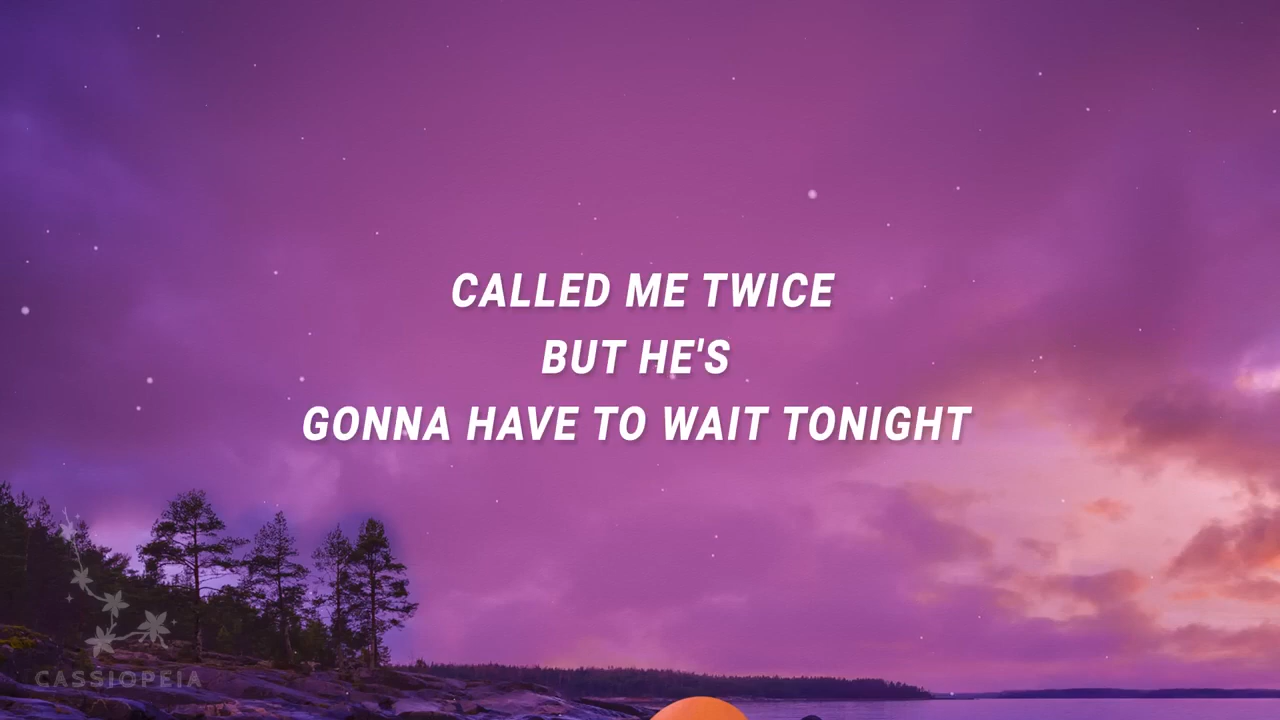 CALLED ME TWICE
BUT HE'S
GONNA HAVE TO WAIT TONIGHT
CASSIOPEIA